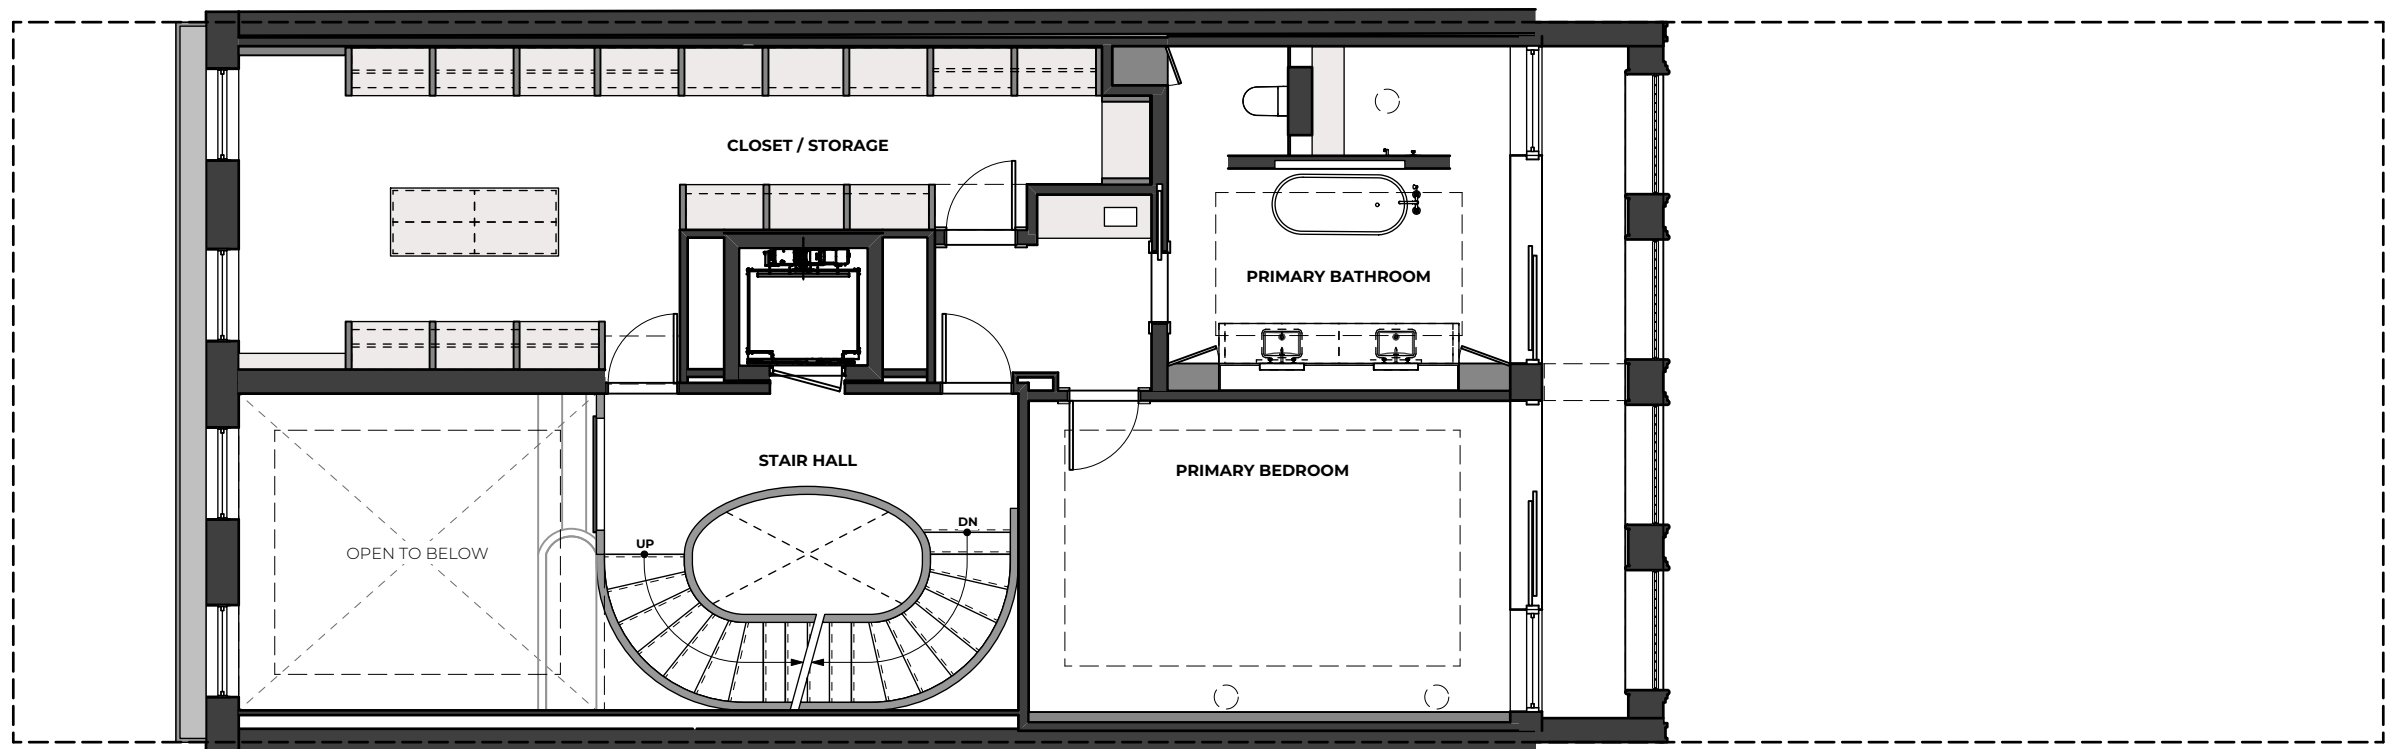 CLOSET / STORAGE
PRIMARY BATHROOM
STAIR HALL
PRIMARY BEDROOM
DN
UP
OPEN TO BELOW